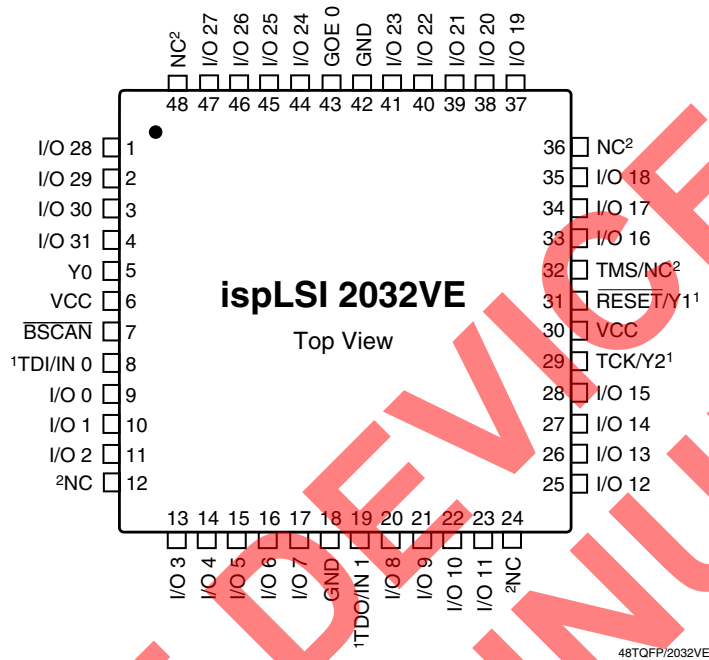 NC2
I/O 27
I/O 26
I/O 25
I/O 24
GOE 0
GND
I/O 23
I/O 22
I/O 21
I/O 20
I/O 19
48 47 46 45 44 43 42 41 40 39 38 37
I/O 28 1
I/O 29 2
I/O 30 3
I/O 31 4
Y0 5
VCC 6
BSCAN 7
1TDI/IN 0 8
I/O 0 9
I/O 1 10
I/O 2 11
2NC 12
ispLSI 2032VE
Top View
36 NC2
35 I/O 18
34 I/O 17
33 I/O 16
32 TMS/NC2
31 RESET/Y11
30 VCC
29 TCK/Y21
28 I/O 15
27 I/O 14
26 I/O 13
25 I/O 12
13 14 15 16 17 18 19 20 21 22 23 24
I/O 3
I/O 4
I/O 5
I/O 6
I/O 7
GND
1TDO/IN 1
I/O 8
I/O 9
I/O 10
I/O 11
2NC
48TQFP/2032VE
DEVICE